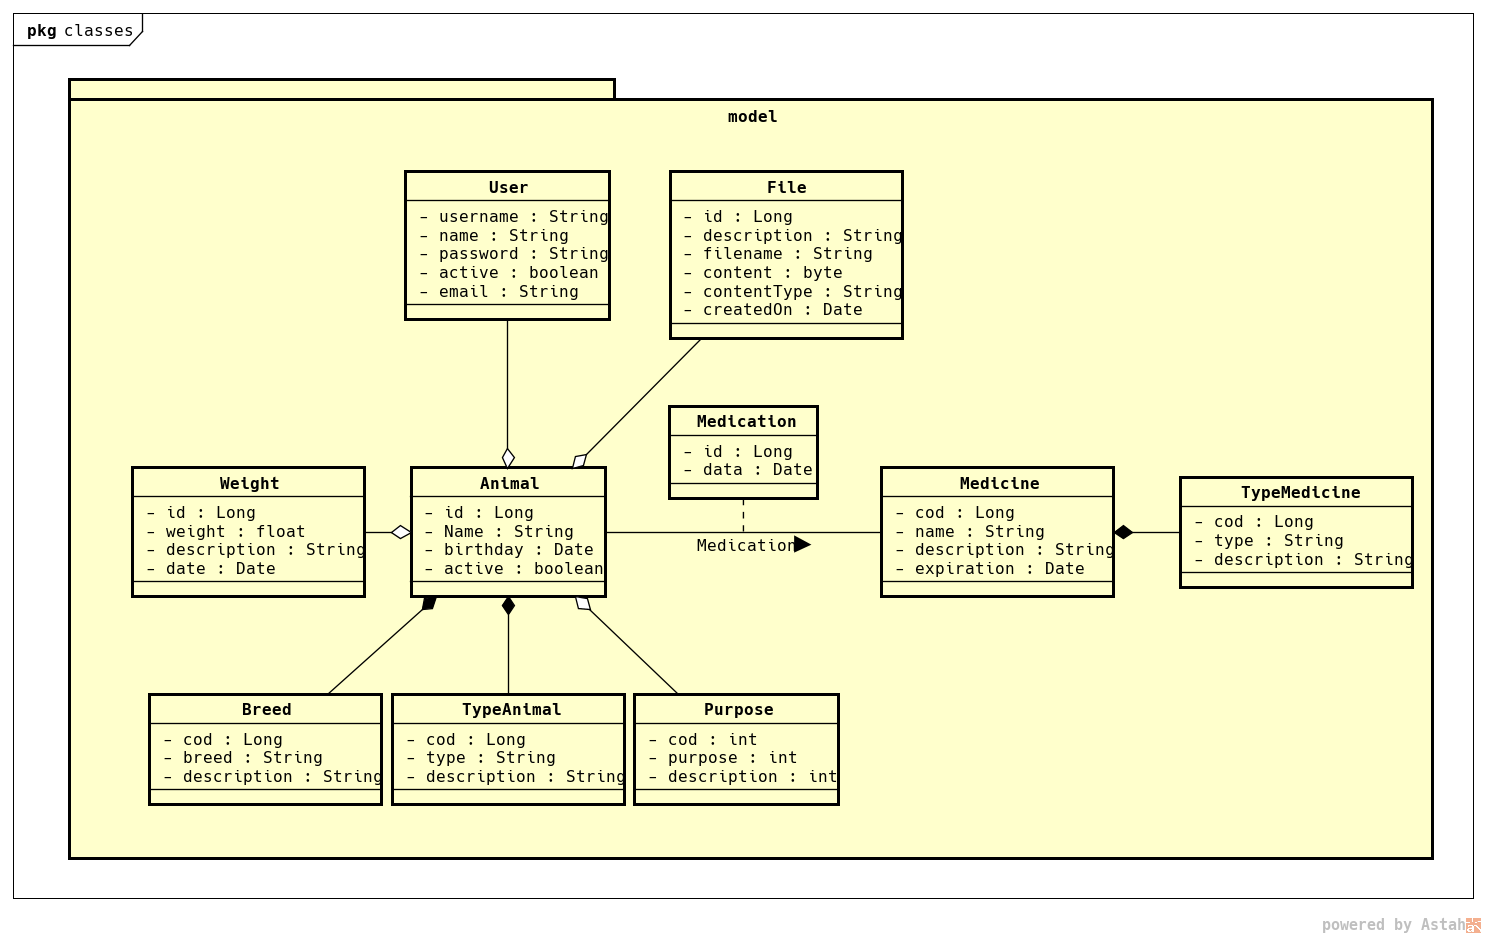 pkg classes
model
User
- username : String
- name : String
- password : String
- active : boolean
- email : String
File
- id : Long
- description : String
- filename : String
- content : byte
- contentType : String
- createdOn : Date
Medication
- id : Long
- data : Date
Weight
- id : Long
- weight : float
- description : String
- date : Date
Animal
- id : Long
- Name : String
- birthday : Date
- active : boolean
Medication
Medicine
- cod : Long
- name : String
- description : String
- expiration : Date
TypeMedicine
- cod : Long
- type : String
- description : String
Breed
- cod : Long
- breed : String
- description : String
TypeAnimal
- cod : Long
- type : String
- description : String
Purpose
- cod : int
- purpose : int
- description : int
powered by Astah